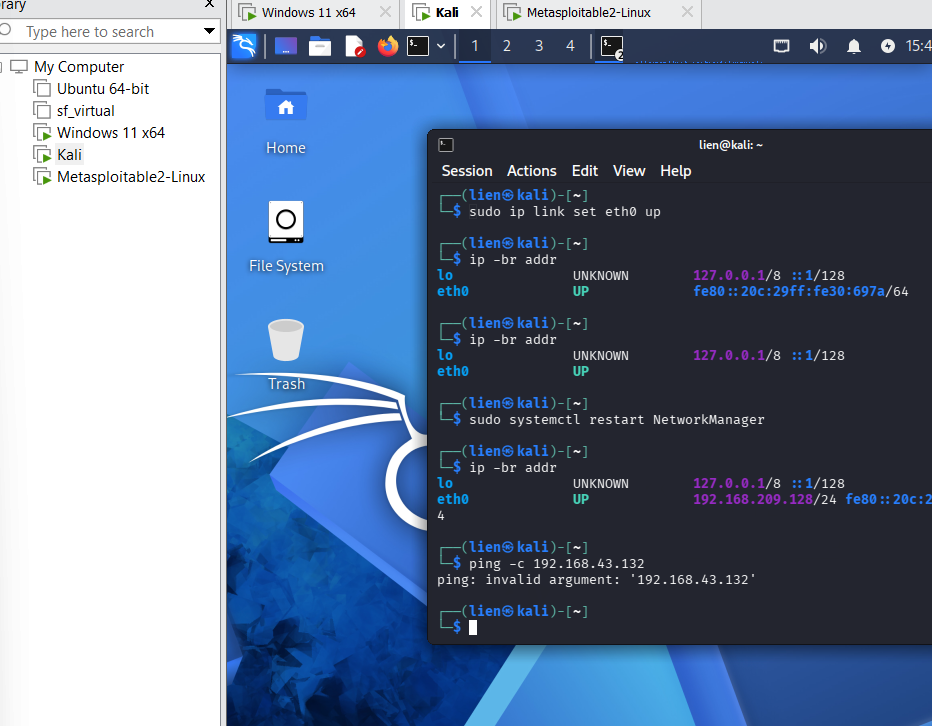 Windows 11 x64
Kali
Metasploitable2-Linux
Type here to search
1 2 3 4
My Computer
Ubuntu 64-bit
sf_virtual
Windows 11 x64
Kali
Metasploitable2-Linux
Home
File System
Trash
lien@kali: ~
Session Actions Edit View Help
┌──(lien㉿kali)-[~]
└─$ sudo ip link set eth0 up
┌──(lien㉿kali)-[~]
└─$ ip -br addr
lo UNKNOWN 127.0.0.1/8 ::1/128
eth0 UP fe80::20c:29ff:fe30:697a/64
┌──(lien㉿kali)-[~]
└─$ ip -br addr
lo UNKNOWN 127.0.0.1/8 ::1/128
eth0 UP
┌──(lien㉿kali)-[~]
└─$ sudo systemctl restart NetworkManager
┌──(lien㉿kali)-[~]
└─$ ip -br addr
lo UNKNOWN 127.0.0.1/8 ::1/128
eth0 UP 192.168.209.128/24 fe80::20c:2
4
┌──(lien㉿kali)-[~]
└─$ ping -c 192.168.43.132
ping: invalid argument: '192.168.43.132'
┌──(lien㉿kali)-[~]
└─$